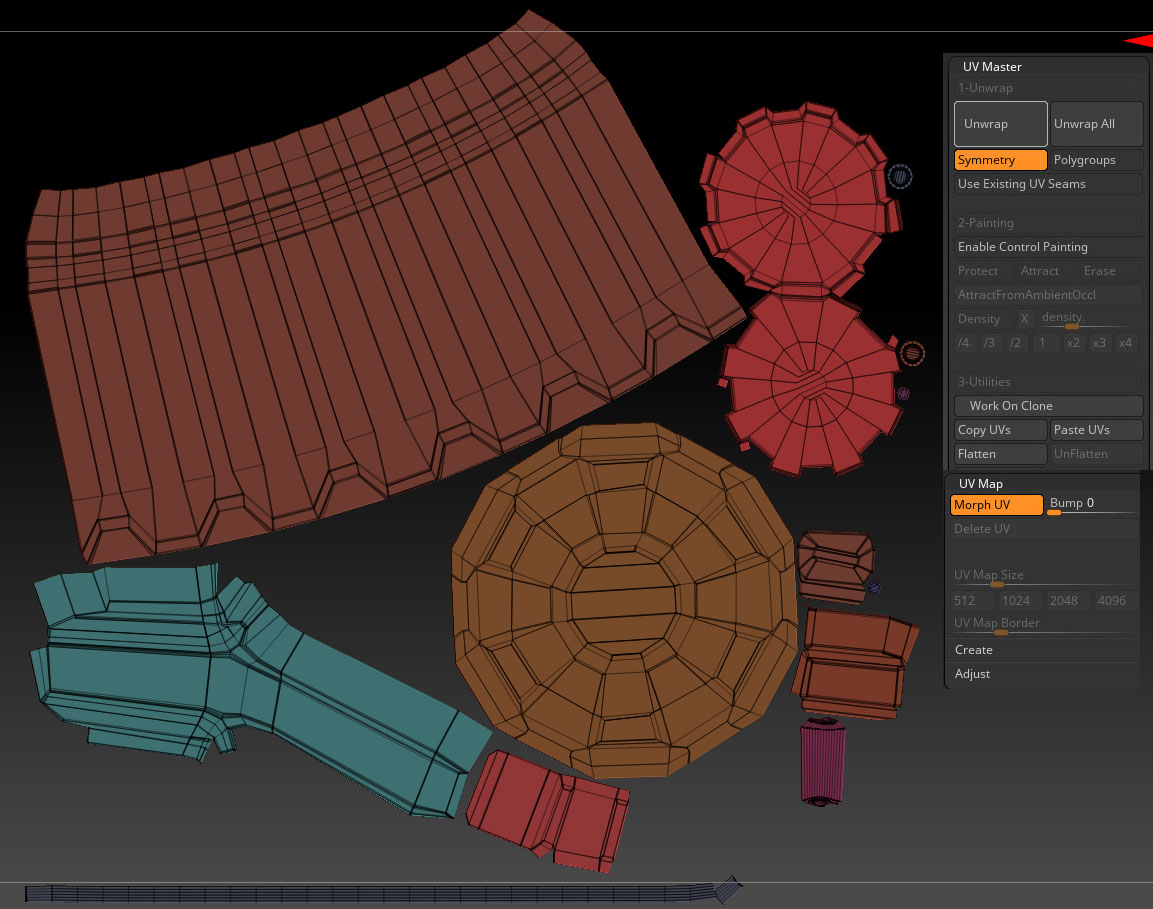 UV Master
1-Unwrap
Unwrap Unwrap All
Symmetry Polygroups
Use Existing UV Seams
2-Painting
Enable Control Painting
Protect Attract Erase
AttractFromAmbientOccl
Density X density.
/4 /3 /2 1 x2 x3 x4
3-Utilities
Work On Clone
Copy UVs Paste UVs
Flatten UnFlatten
UV Map
Morph UV Bump 0
Delete UV
UV Map Size
512 1024 2048 4096
UV Map Border
Create
Adjust